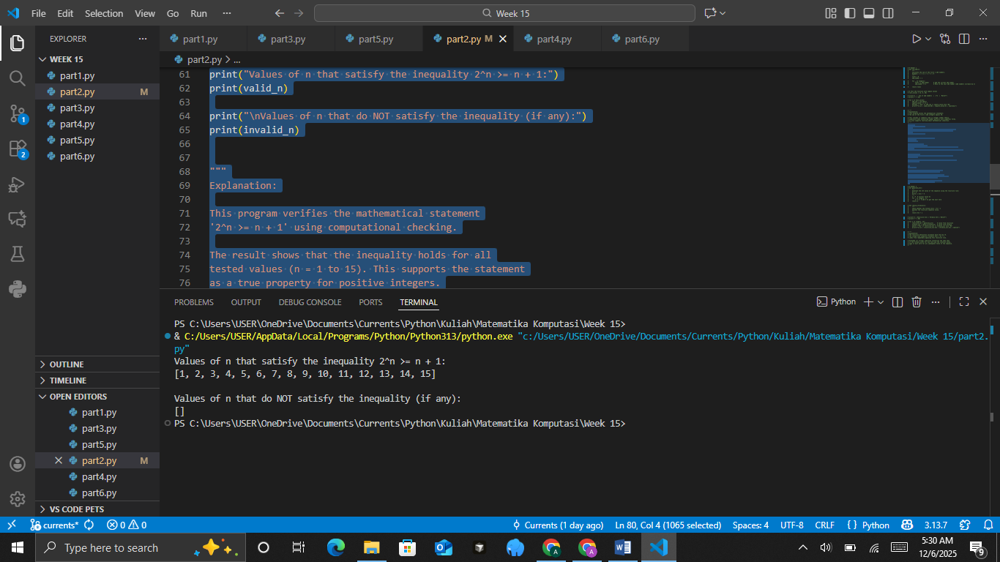 File Edit Selection View Go Run ··· Week 15
EXPLORER ···
WEEK 15
part1.py
part2.py M
part3.py
part4.py
part5.py
part6.py
OUTLINE
TIMELINE
OPEN EDITORS
part1.py
part3.py
part5.py
part2.py M
part4.py
part6.py
VS CODE PETS
1
2
part1.py part3.py part5.py part2.py M part4.py part6.py
part2.py > ...
61 print("Values of n that satisfy the inequality 2^n >= n + 1:")
62 print(valid_n)
63
64 print("\nValues of n that do NOT satisfy the inequality (if any):")
65 print(invalid_n)
66
67
68 """
69 Explanation:
70
71 This program verifies the mathematical statement
72 '2^n >= n + 1' using computational checking.
73
74 The result shows that the inequality holds for all
75 tested values (n = 1 to 15). This supports the statement
76 as a true property for positive integers.
PROBLEMS OUTPUT DEBUG CONSOLE PORTS TERMINAL Python
PS C:\Users\USER\OneDrive\Documents\Currents\Python\Kuliah\Matematika Komputasi\Week 15>
& C:/Users/USER/AppData/Local/Programs/Python/Python313/python.exe "c:/Users/USER/OneDrive/Documents/Currents/Python/Kuliah/Matematika Komputasi/Week 15/part2.
py"
Values of n that satisfy the inequality 2^n >= n + 1:
[1, 2, 3, 4, 5, 6, 7, 8, 9, 10, 11, 12, 13, 14, 15]
Values of n that do NOT satisfy the inequality (if any):
[]
PS C:\Users\USER\OneDrive\Documents\Currents\Python\Kuliah\Matematika Komputasi\Week 15>
currents* 0 0 Currents (1 day ago) Ln 80, Col 4 (1065 selected) Spaces: 4 UTF-8 CRLF { } Python 3.13.7
Type here to search
5:30 AM
12/6/2025
9